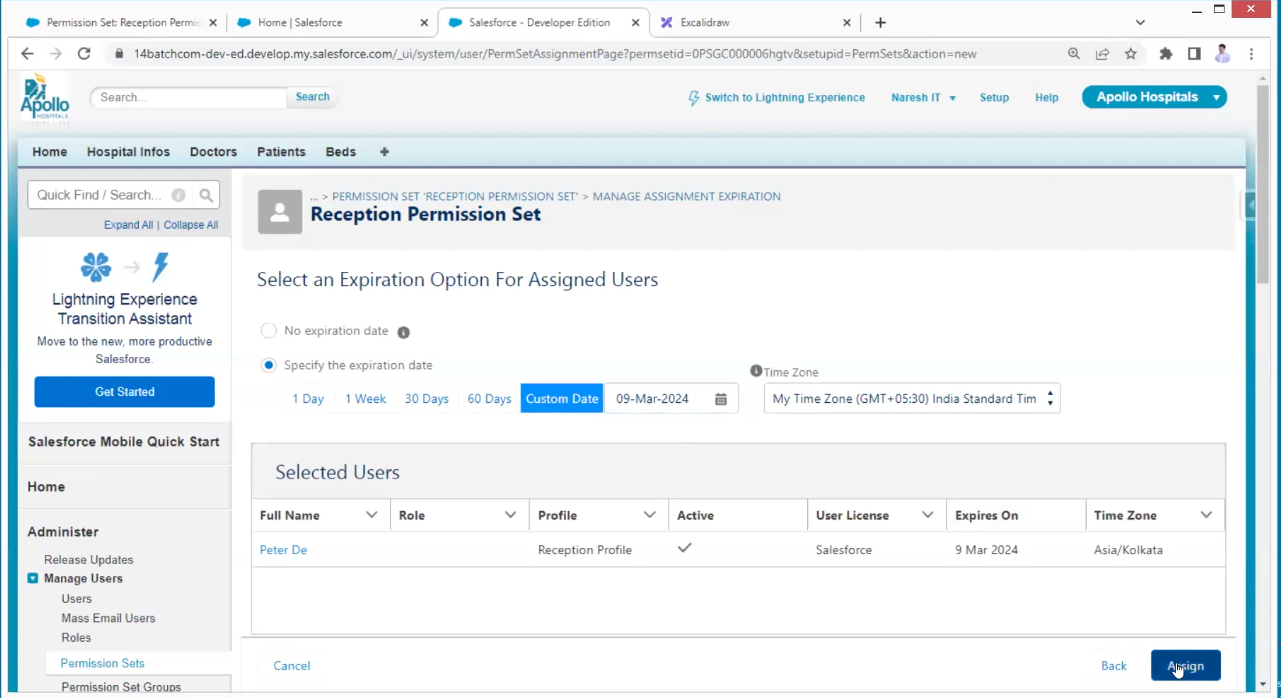 Permission Set: Reception Permis
Home | Salesforce
Salesforce - Developer Edition
Excalidraw
14batchcom-dev-ed.develop.my.salesforce.com/_ui/system/user/PermSetAssignmentPage?permsetid=0PSGC000006hgtv&setupid=PermSets&action=new
Apollo
HOSPITALS
Search...
Search
Switch to Lightning Experience
Naresh IT
Setup
Help
Apollo Hospitals
Home
Hospital Infos
Doctors
Patients
Beds
Quick Find / Search...
Expand All | Collapse All
Lightning Experience
Transition Assistant
Move to the new, more productive
Salesforce.
Get Started
Salesforce Mobile Quick Start
Home
Administer
Release Updates
Manage Users
Users
Mass Email Users
Roles
Permission Sets
Permission Set Groups
... > PERMISSION SET 'RECEPTION PERMISSION SET' > MANAGE ASSIGNMENT EXPIRATION
Reception Permission Set
Select an Expiration Option For Assigned Users
No expiration date
Specify the expiration date
Time Zone
1 Day
1 Week
30 Days
60 Days
Custom Date
09-Mar-2024
My Time Zone (GMT+05:30) India Standard Tim
Selected Users
Full Name
Role
Profile
Active
User License
Expires On
Time Zone
Peter De
Reception Profile
Salesforce
9 Mar 2024
Asia/Kolkata
Cancel
Back
Assign